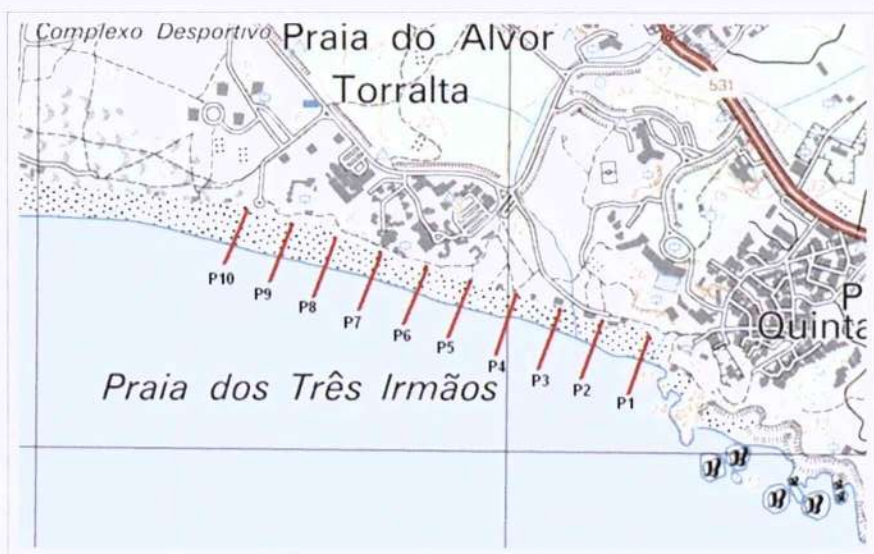 Complexo Desportivo
Praia do Alvor
Torralta
531
P10
P9
P8
P7
P6
P5
P4
P3
P2
P1
P
Quinta
Praia dos Três Irmãos